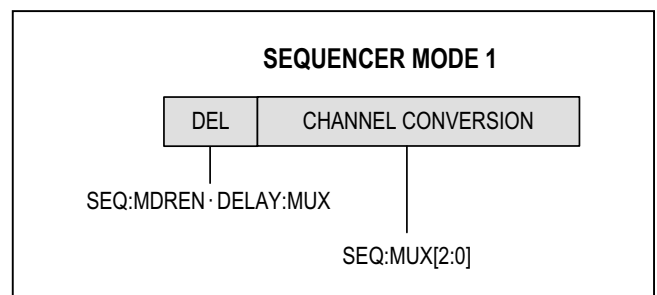 SEQUENCER MODE 1
DEL CHANNEL CONVERSION
SEQ:MDREN · DELAY:MUX
SEQ:MUX[2:0]